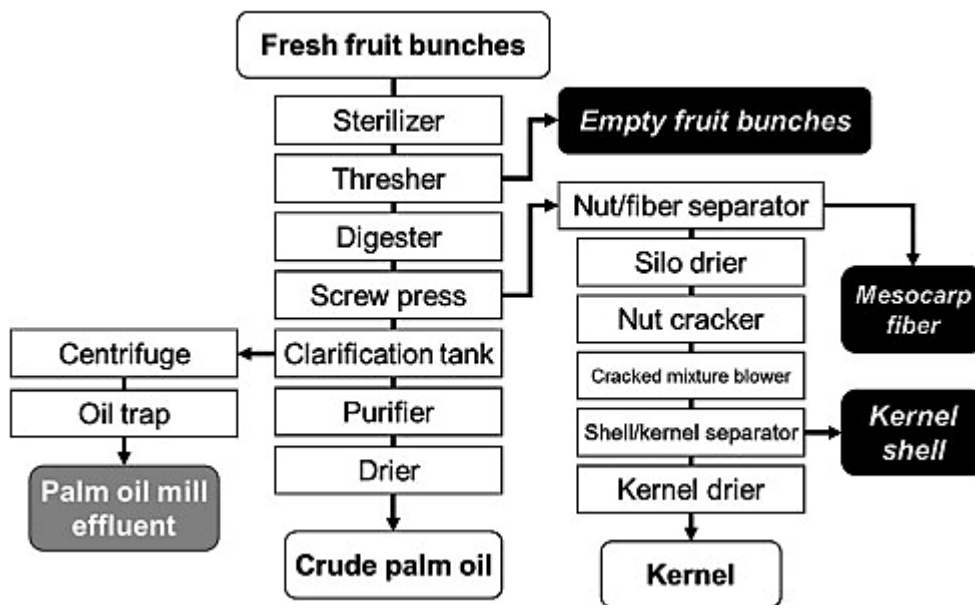 Fresh fruit bunches
Sterilizer
Empty fruit bunches
Thresher
Nut/fiber separator
Digester
Silo drier
Screw press
Mesocarp
fiber
Nut cracker
Centrifuge
Clarification tank
Cracked mixture blower
Oil trap
Purifier
Shell/kernel separator
Kernel
shell
Drier
Kernel drier
Palm oil mill
effluent
Crude palm oil
Kernel